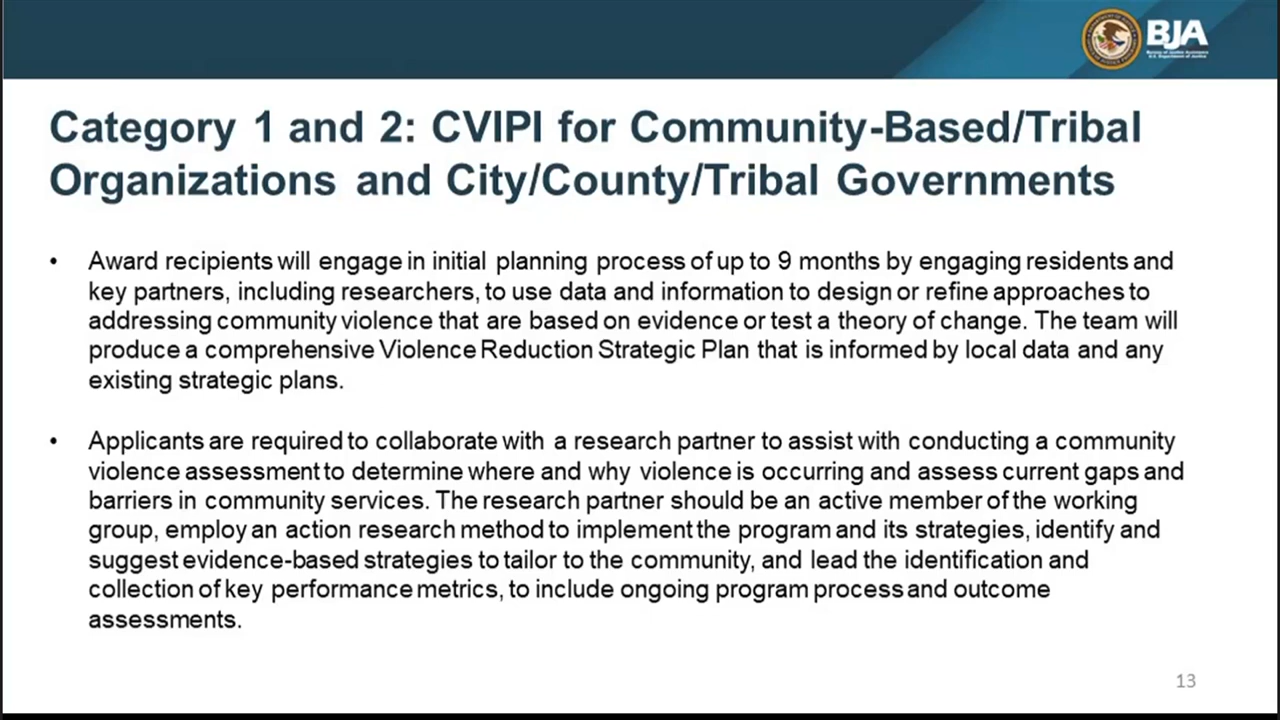 BJA
Bureau of Justice Assistance
U.S. Department of Justice
Category 1 and 2: CVIPI for Community-Based/Tribal
Organizations and City/County/Tribal Governments
• Award recipients will engage in initial planning process of up to 9 months by engaging residents and
key partners, including researchers, to use data and information to design or refine approaches to
addressing community violence that are based on evidence or test a theory of change. The team will
produce a comprehensive Violence Reduction Strategic Plan that is informed by local data and any
existing strategic plans.
• Applicants are required to collaborate with a research partner to assist with conducting a community
violence assessment to determine where and why violence is occurring and assess current gaps and
barriers in community services. The research partner should be an active member of the working
group, employ an action research method to implement the program and its strategies, identify and
suggest evidence-based strategies to tailor to the community, and lead the identification and
collection of key performance metrics, to include ongoing program process and outcome
assessments.
13